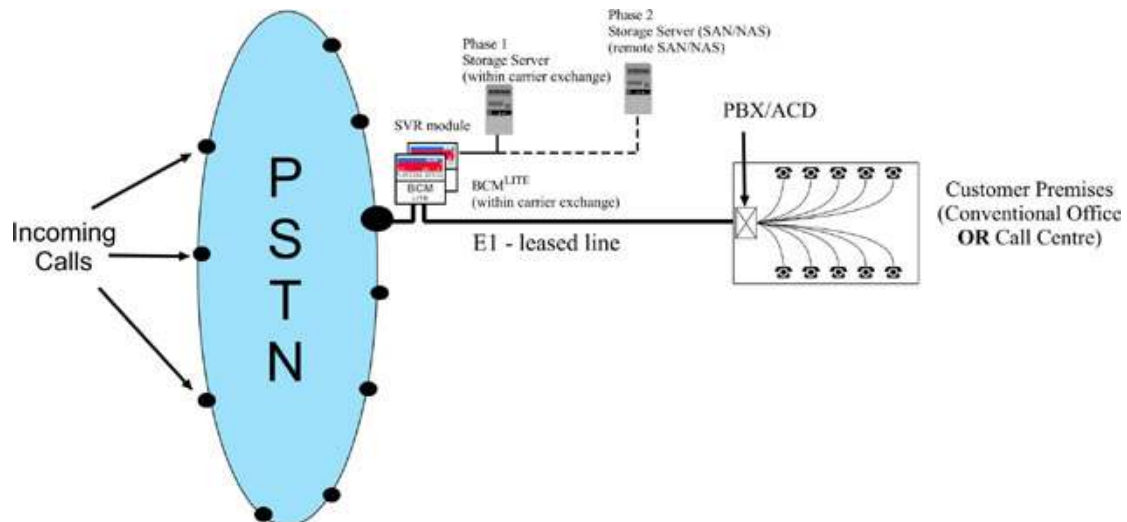 Phase 2
Storage Server (SAN/NAS)
(remote SAN/NAS)
Phase 1
Storage Server
(within carrier exchange)
SVR module
PBX/ACD
BCM
LITE
BCM^LITE
(within carrier exchange)
E1 - leased line
Customer Premises
(Conventional Office
OR Call Centre)
Incoming
Calls
P
S
T
N